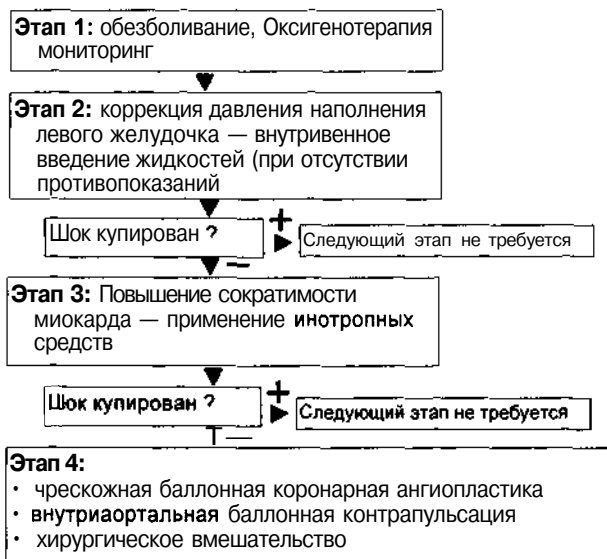 Этап 1: обезболивание, Оксигенотерапия
мониторинг
Этап 2: коррекция давления наполнения
левого желудочка — внутривенное
введение жидкостей (при отсутствии
противопоказаний
Шок купирован ?
+
Следующий этап не требуется
—
Этап 3: Повышение сократимости
миокарда — применение инотропных
средств
Шок купирован ?
+
Следующий этап не требуется
—
Этап 4:
• чрескожная баллонная коронарная ангиопластика
• внутриаортальная баллонная контрапульсация
• хирургическое вмешательство